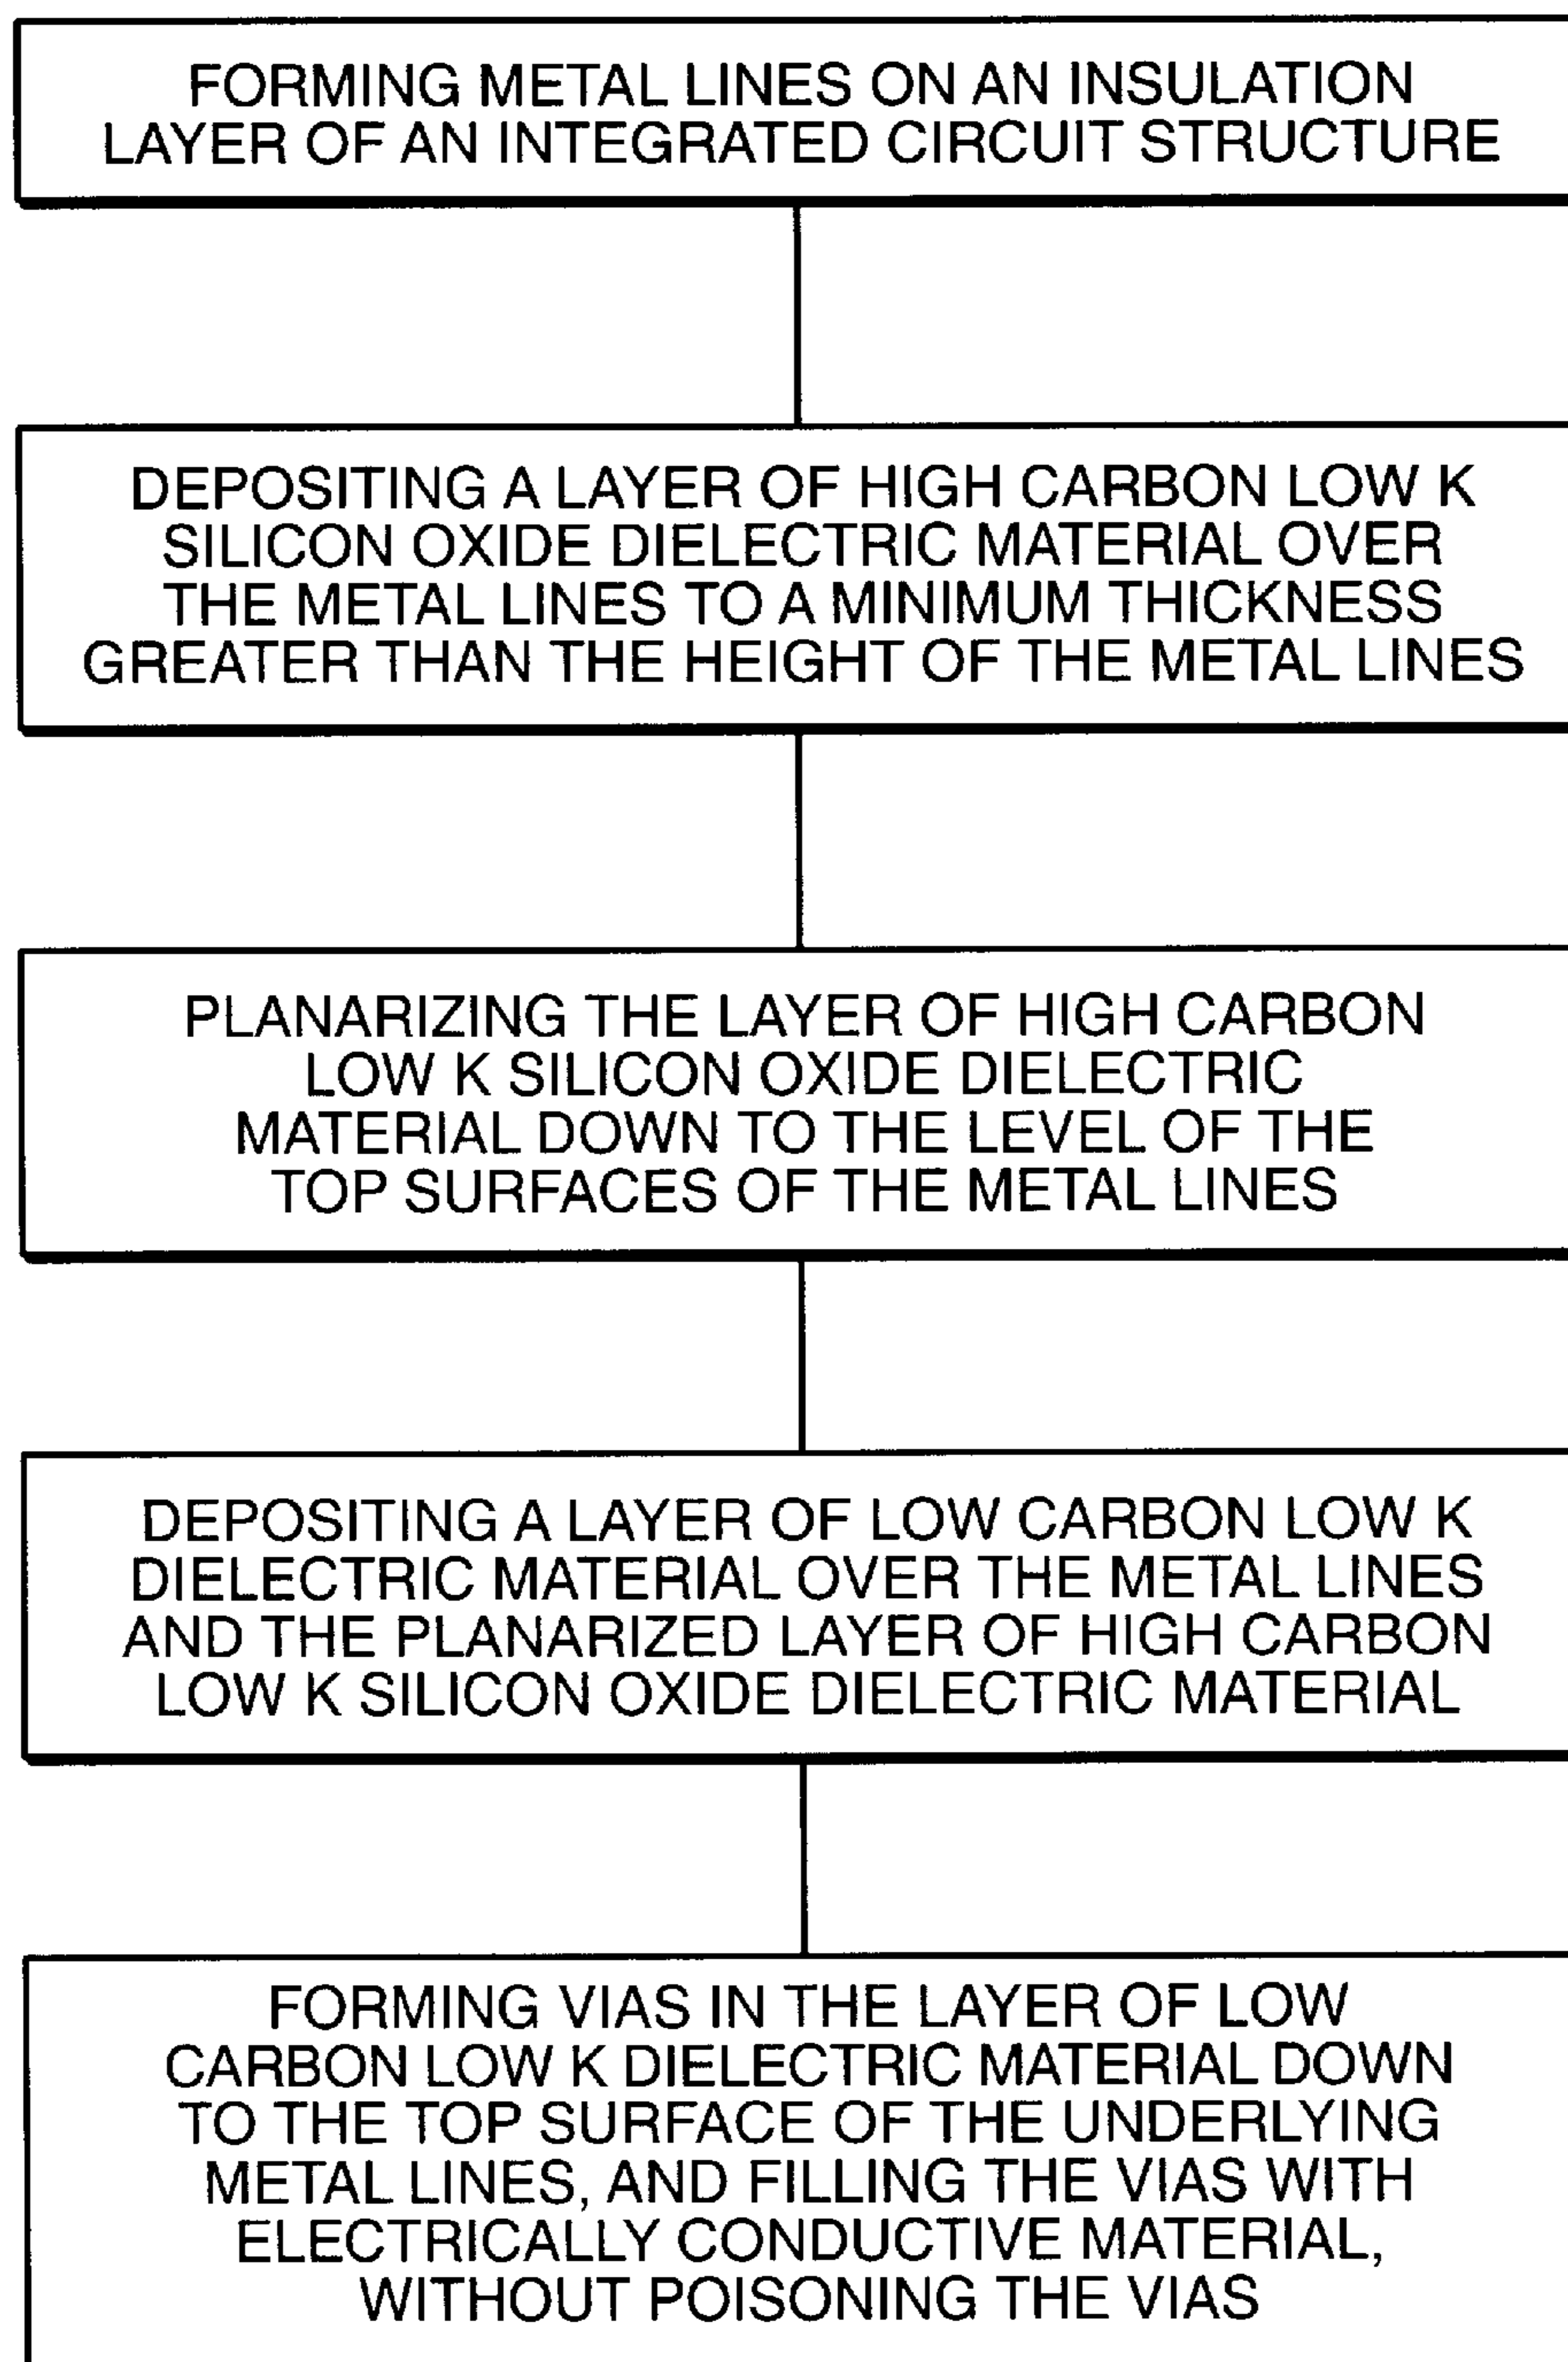 FORMING METAL LINES ON AN INSULATION
LAYER OF AN INTEGRATED CIRCUIT STRUCTURE
DEPOSITING A LAYER OF HIGH CARBON LOW K
SILICON OXIDE DIELECTRIC MATERIAL OVER
THE METAL LINES TO A MINIMUM THICKNESS
GREATER THAN THE HEIGHT OF THE METAL LINES
PLANARIZING THE LAYER OF HIGH CARBON
LOW K SILICON OXIDE DIELECTRIC
MATERIAL DOWN TO THE LEVEL OF THE
TOP SURFACES OF THE METAL LINES
DEPOSITING A LAYER OF LOW CARBON LOW K
DIELECTRIC MATERIAL OVER THE METAL LINES
AND THE PLANARIZED LAYER OF HIGH CARBON
LOW K SILICON OXIDE DIELECTRIC MATERIAL
FORMING VIAS IN THE LAYER OF LOW
CARBON LOW K DIELECTRIC MATERIAL DOWN
TO THE TOP SURFACE OF THE UNDERLYING
METAL LINES, AND FILLING THE VIAS WITH
ELECTRICALLY CONDUCTIVE MATERIAL,
WITHOUT POISONING THE VIAS